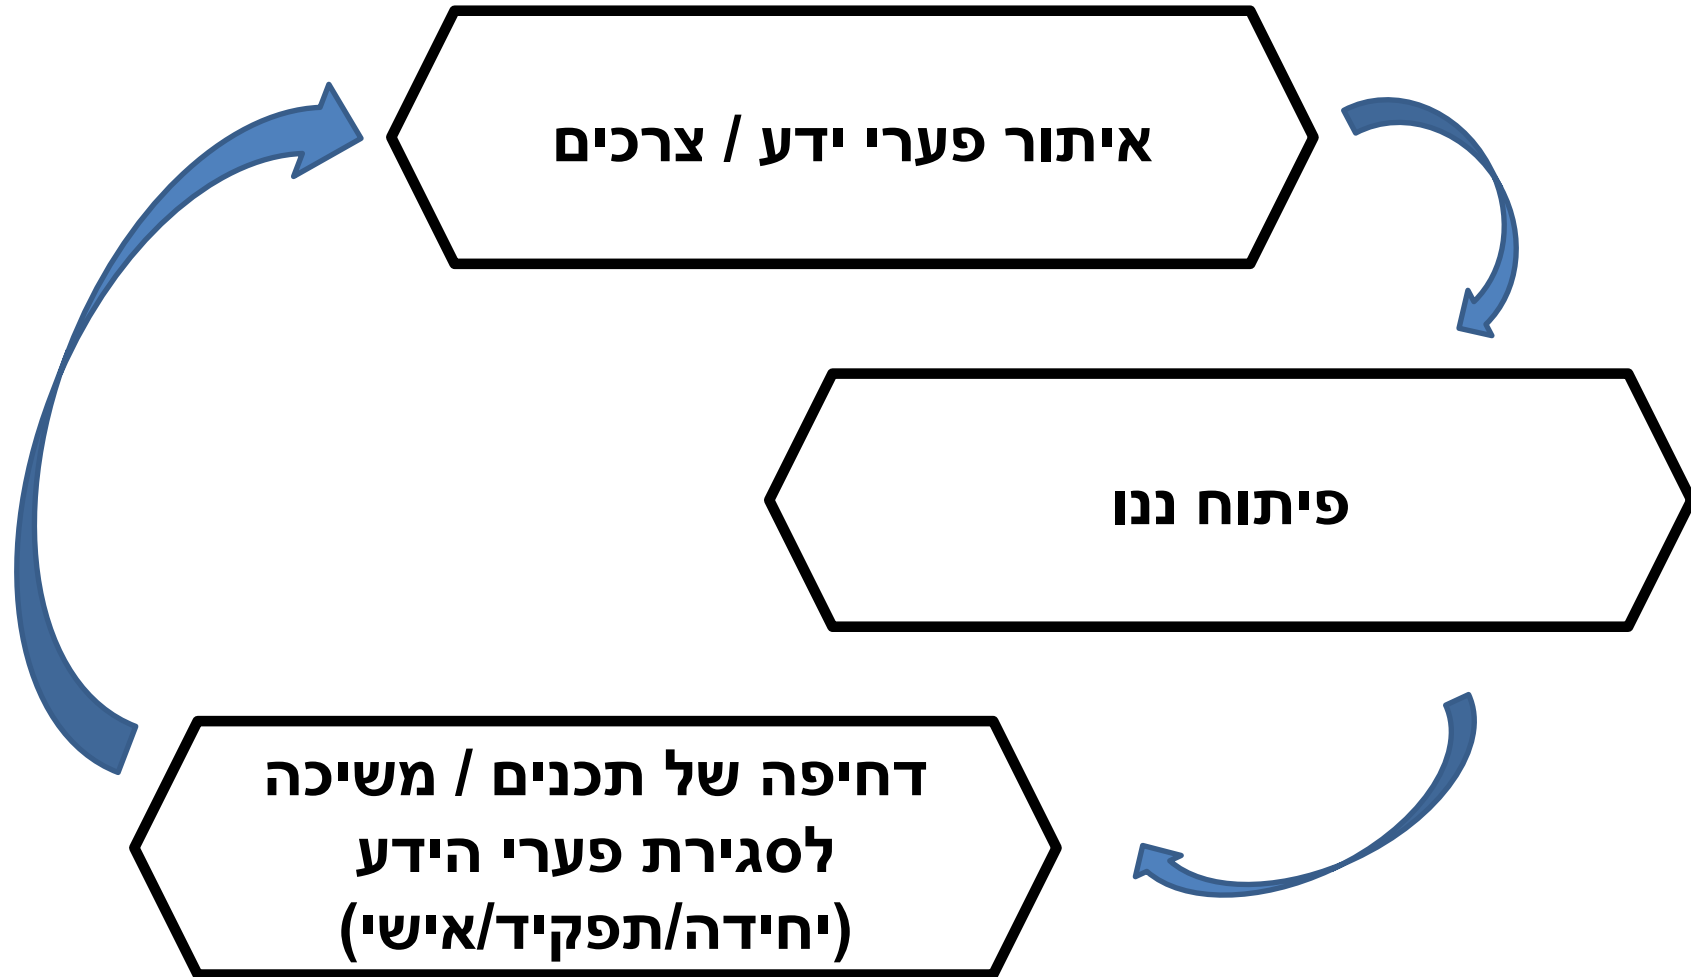 איתור פערי ידע / צרכים
פיתוח ננו
דחיפה של תכנים / משיכה
לסגירת פערי הידע
(יחידה/תפקיד/אישי)